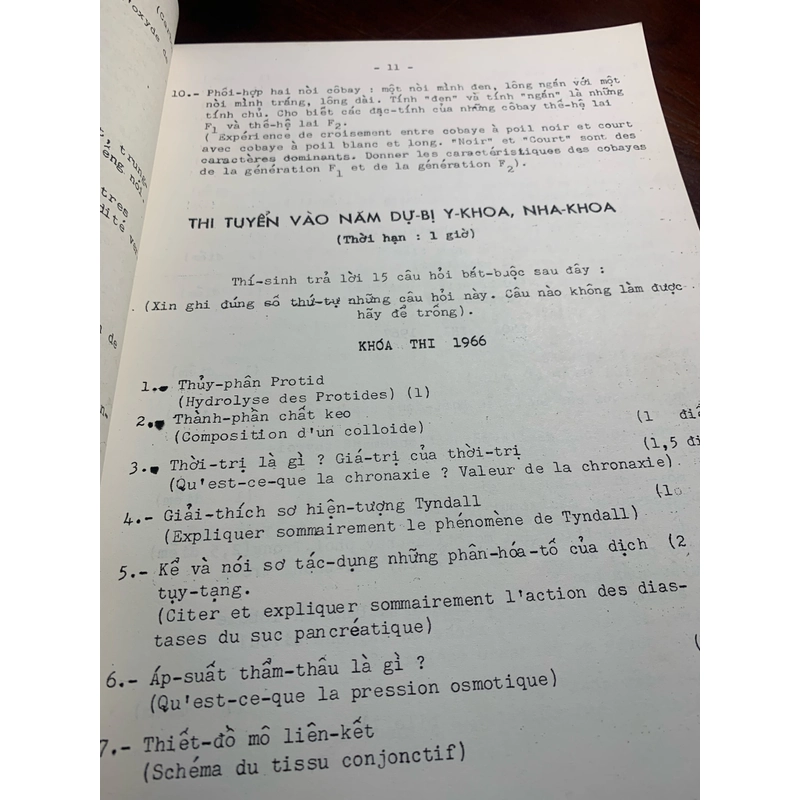 - 11 -
10.- Phối-hợp hai nòi côbay : một nòi mình đen, lông ngắn với một
nòi mình trắng, lông dài. Tính "đen" và tính "ngắn" là những
tính chủ. Cho biết các đặc-tính của những côbay thế-hệ lai
F1 và thế-hệ lai F2.
( Expérience de croisement entre cobaye à poil noir et court
avec cobaye à poil blanc et long. "Noir" et "Court" sont des
caractères dominants. Donner les caractéristiques des cobayes
de la génération F1 et de la génération F2).
THI TUYỂN VÀO NĂM DỰ-BỊ Y-KHOA, NHA-KHOA
(Thời hạn : 1 giờ)
Thí-sinh trả lời 15 câu hỏi bắt-buộc sau đây :
(Xin ghi đúng số thứ-tự những câu hỏi này. Câu nào không làm được
hãy để trống).
KHÓA THI 1966
1.- Thủy-phân Protid
(Hydrolyse des Protides) (1)
2.- Thành-phần chất keo
(Composition d'un colloide) (1 
3.- Thời-trị là gì ? Giá-trị của thời-trị (1,5
(Qu'est-ce-que la chronaxie ? Valeur de la chronaxie)
4.- Giải-thích sơ hiện-tượng Tyndall
(Expliquer sommairement le phénomène de Tyndall)
5.- Kể và nói sơ tác-dụng những phân-hóa-tố của dịch (2
tụy-tạng.
(Citer et expliquer sommairement l'action des dias-
tases du suc pancréatique)
6.- Áp-suất thẩm-thấu là gì ?
(Qu'est-ce-que la pression osmotique)
7.- Thiết-đồ mô liên-kết
(Schéma du tissu conjonctif)